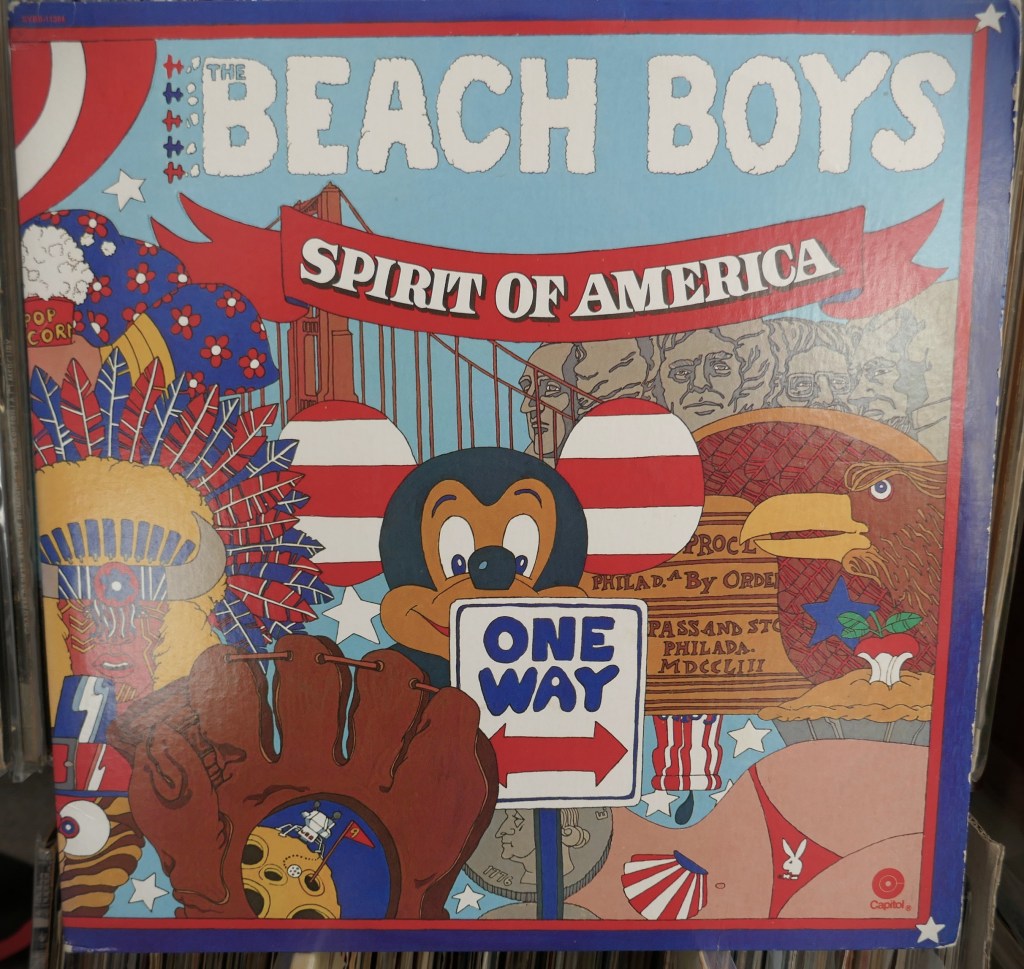 THE
BEACH BOYS
SPIRIT OF AMERICA
POP
CORN
PROCL
PHILAD.ᴬ By ORDE
PASS AND STO
PHILADA.
MDCCLIII
ONE
WAY
1776
Capitol ®